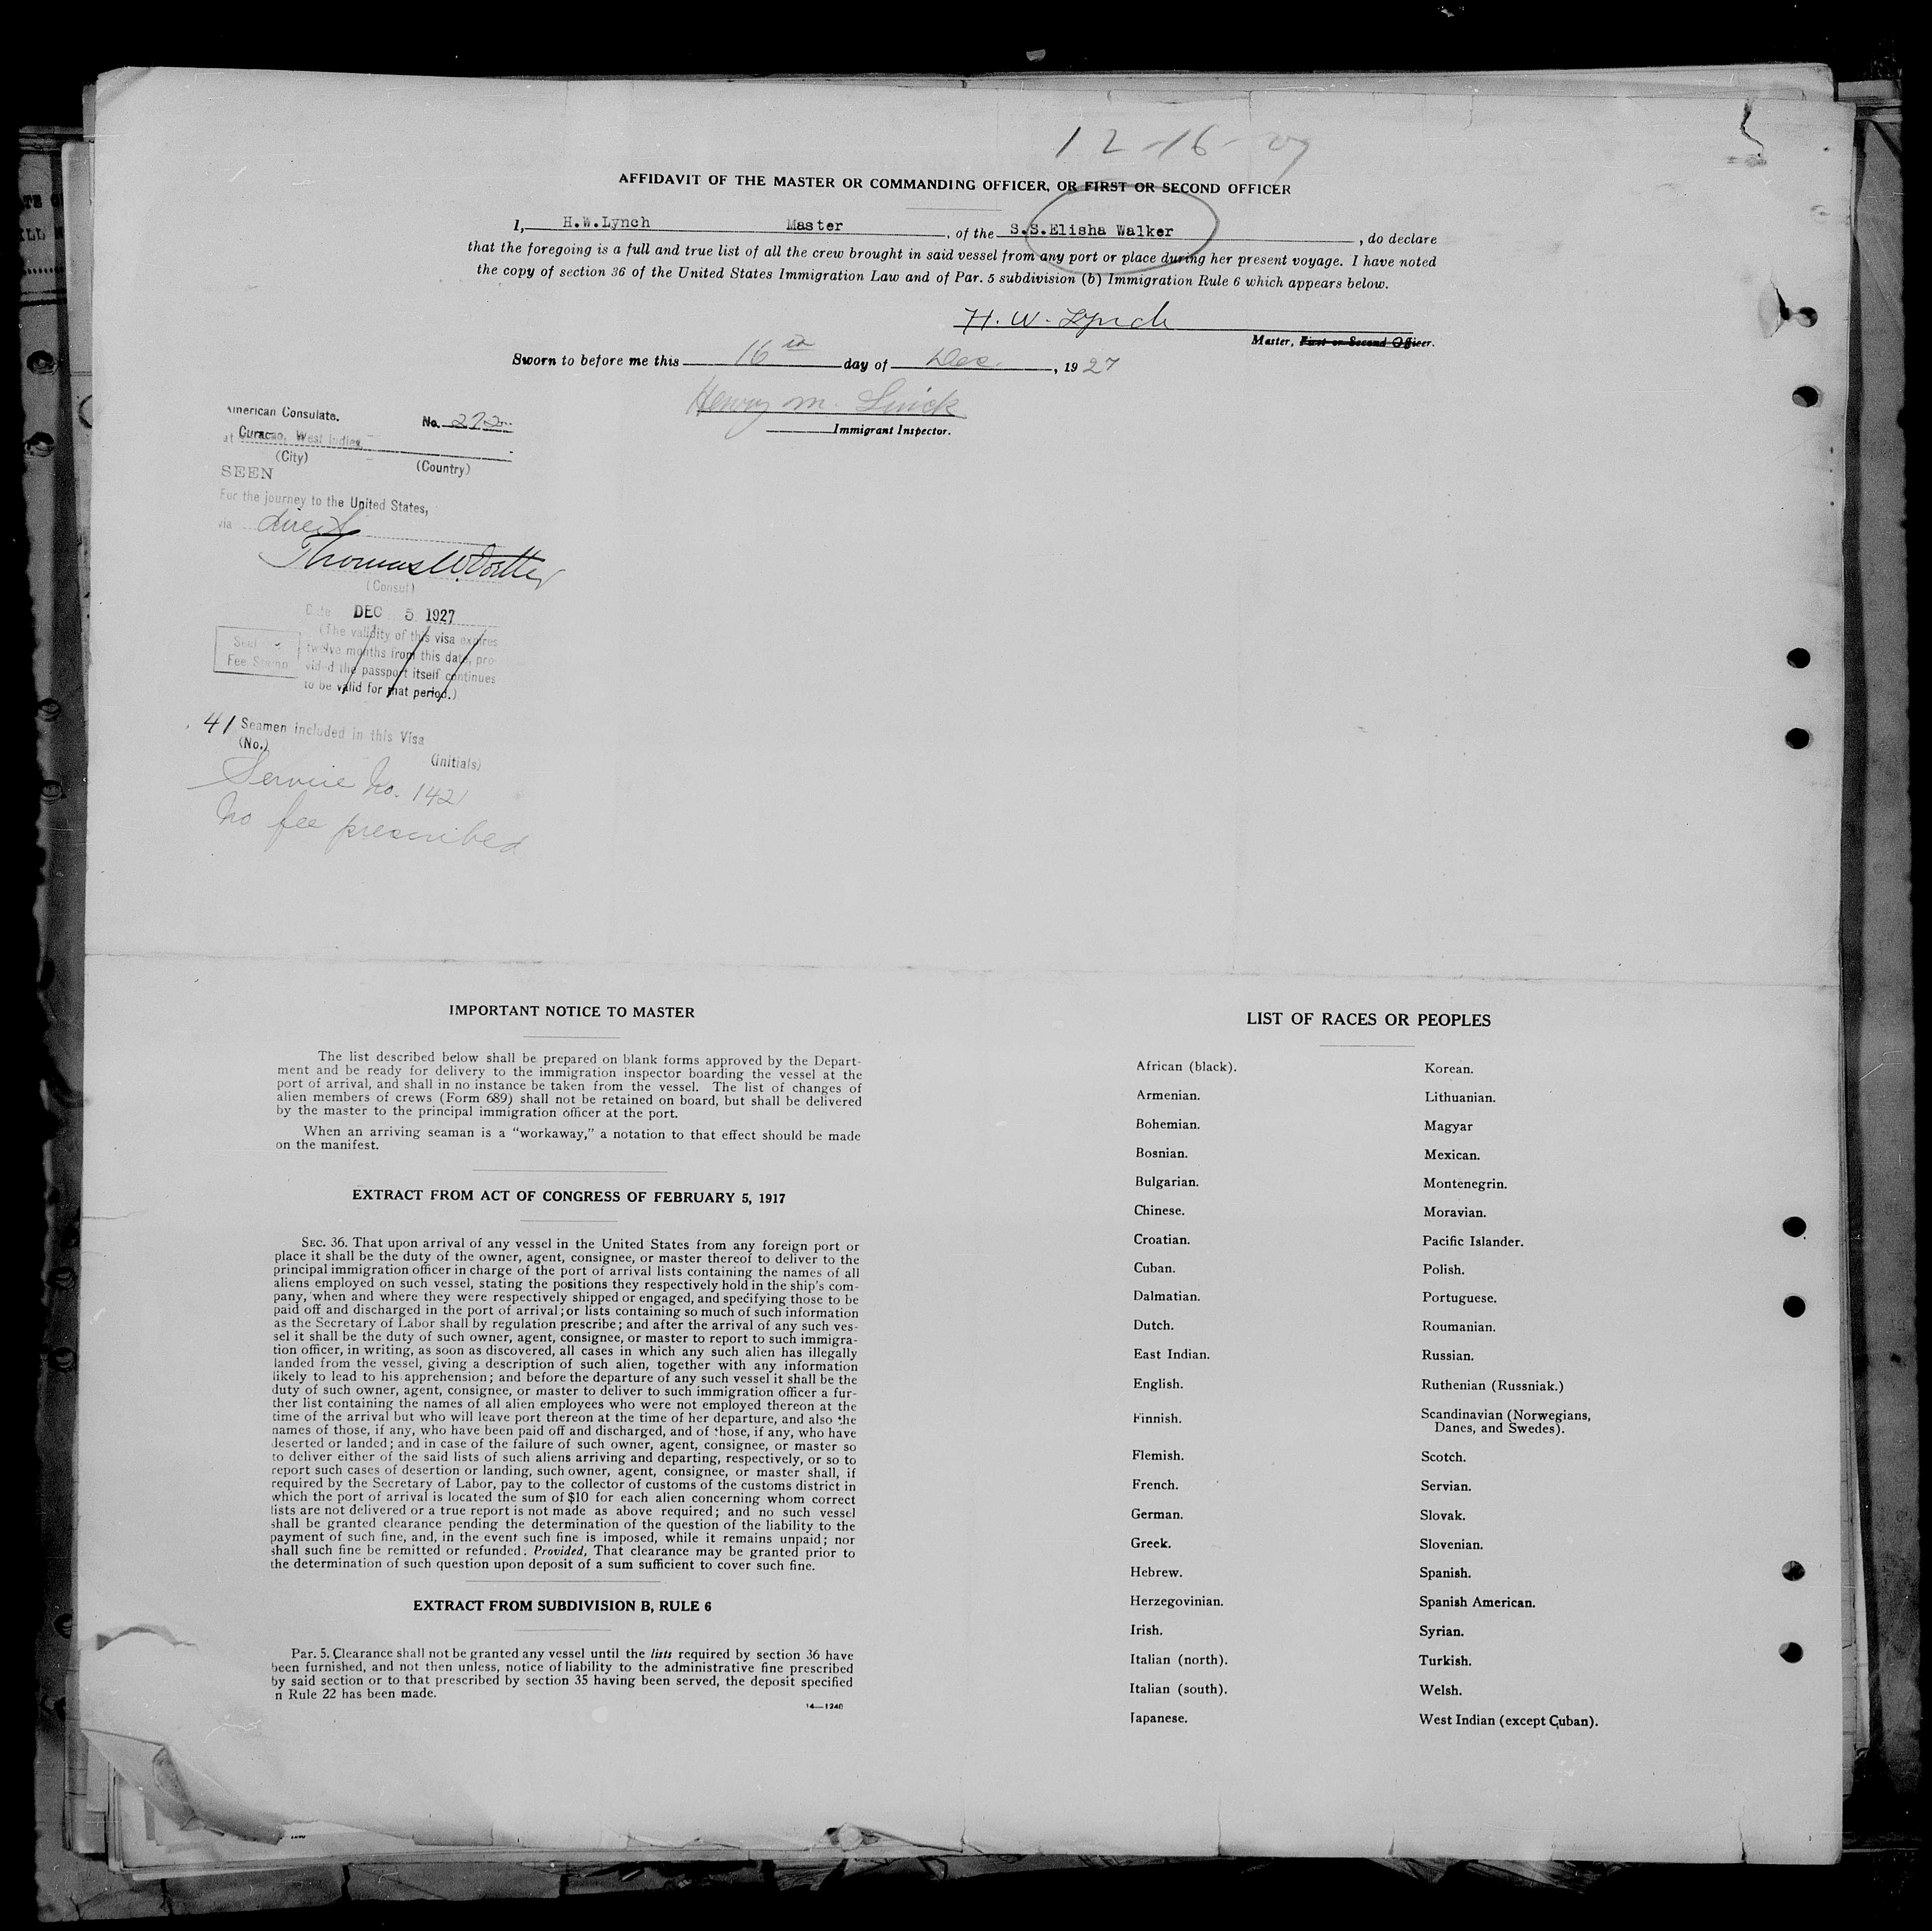 12-16-27
AFFIDAVIT OF THE MASTER OR COMMANDING OFFICER, OR FIRST OR SECOND OFFICER
I, H.W.Lynch Master, of the S.S.Elisha Walker, do declare
that the foregoing is a full and true list of all the crew brought in said vessel from any port or place during her present voyage. I have noted
the copy of section 36 of the United States Immigration Law and of Par. 5 subdivision (b) Immigration Rule 6 which appears below.
H. W. Lynch
Master, First or Second Officer.
Sworn to before me this 16th day of Dec., 1927
Henry M.
Immigrant Inspector.
American Consulate. No. 272
at Curacao, West Indies
(City) (Country)
SEEN
For the journey to the United States,
via direct
Thomas W.
(Consul)
Date DEC 5 1927
(The validity of this visa expires
twelve months from this date, pro-
vided the passport itself continues
to be valid for that period.)
Seal
Fee Stamp
41 Seamen included in this Visa
(No.)
(Initials)
Service No. 1421
No fee prescribed
IMPORTANT NOTICE TO MASTER
The list described below shall be prepared on blank forms approved by the Depart-
ment and be ready for delivery to the immigration inspector boarding the vessel at the
port of arrival, and shall in no instance be taken from the vessel. The list of changes of
alien members of crews (Form 689) shall not be retained on board, but shall be delivered
by the master to the principal immigration officer at the port.
When an arriving seaman is a "workaway," a notation to that effect should be made
on the manifest.
EXTRACT FROM ACT OF CONGRESS OF FEBRUARY 5, 1917
SEC. 36. That upon arrival of any vessel in the United States from any foreign port or
place it shall be the duty of the owner, agent, consignee, or master thereof to deliver to the
principal immigration officer in charge of the port of arrival lists containing the names of all
aliens employed on such vessel, stating the positions they respectively hold in the ship's com-
pany, when and where they were respectively shipped or engaged, and specifying those to be
paid off and discharged in the port of arrival; or lists containing so much of such information
as the Secretary of Labor shall by regulation prescribe; and after the arrival of any such ves-
sel it shall be the duty of such owner, agent, consignee, or master to report to such immigra-
tion officer, in writing, as soon as discovered, all cases in which any such alien has illegally
landed from the vessel, giving a description of such alien, together with any information
likely to lead to his apprehension; and before the departure of any such vessel it shall be the
duty of such owner, agent, consignee, or master to deliver to such immigration officer a fur-
ther list containing the names of all alien employees who were not employed thereon at the
time of the arrival but who will leave port thereon at the time of her departure, and also the
names of those, if any, who have been paid off and discharged, and of those, if any, who have
deserted or landed; and in case of the failure of such owner, agent, consignee, or master so
to deliver either of the said lists of such aliens arriving and departing, respectively, or so to
report such cases of desertion or landing, such owner, agent, consignee, or master shall, if
required by the Secretary of Labor, pay to the collector of customs of the customs district in
which the port of arrival is located the sum of $10 for each alien concerning whom correct
lists are not delivered or a true report is not made as above required; and no such vessel
shall be granted clearance pending the determination of the question of the liability to the
payment of such fine, and, in the event such fine is imposed, while it remains unpaid; nor
shall such fine be remitted or refunded. Provided, That clearance may be granted prior to
the determination of such question upon deposit of a sum sufficient to cover such fine.
EXTRACT FROM SUBDIVISION B, RULE 6
Par. 5. Clearance shall not be granted any vessel until the lists required by section 36 have
been furnished, and not then unless, notice of liability to the administrative fine prescribed
by said section or to that prescribed by section 35 having been served, the deposit specified
n Rule 22 has been made.
14—1240
LIST OF RACES OR PEOPLES
African (black).
Armenian.
Bohemian.
Bosnian.
Bulgarian.
Chinese.
Croatian.
Cuban.
Dalmatian.
Dutch.
East Indian.
English.
Finnish.
Flemish.
French.
German.
Greek.
Hebrew.
Herzegovinian.
Irish.
Italian (north).
Italian (south).
Japanese.
Korean.
Lithuanian.
Magyar
Mexican.
Montenegrin.
Moravian.
Pacific Islander.
Polish.
Portuguese.
Roumanian.
Russian.
Ruthenian (Russniak.)
Scandinavian (Norwegians,
Danes, and Swedes).
Scotch.
Servian.
Slovak.
Slovenian.
Spanish.
Spanish American.
Syrian.
Turkish.
Welsh.
West Indian (except Cuban).